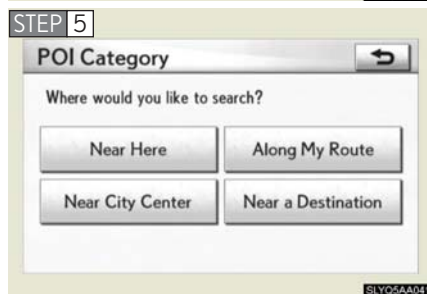 STEP 5
POI Category
Where would you like to search?
Near Here
Along My Route
Near City Center
Near a Destination
SLYO5AA041